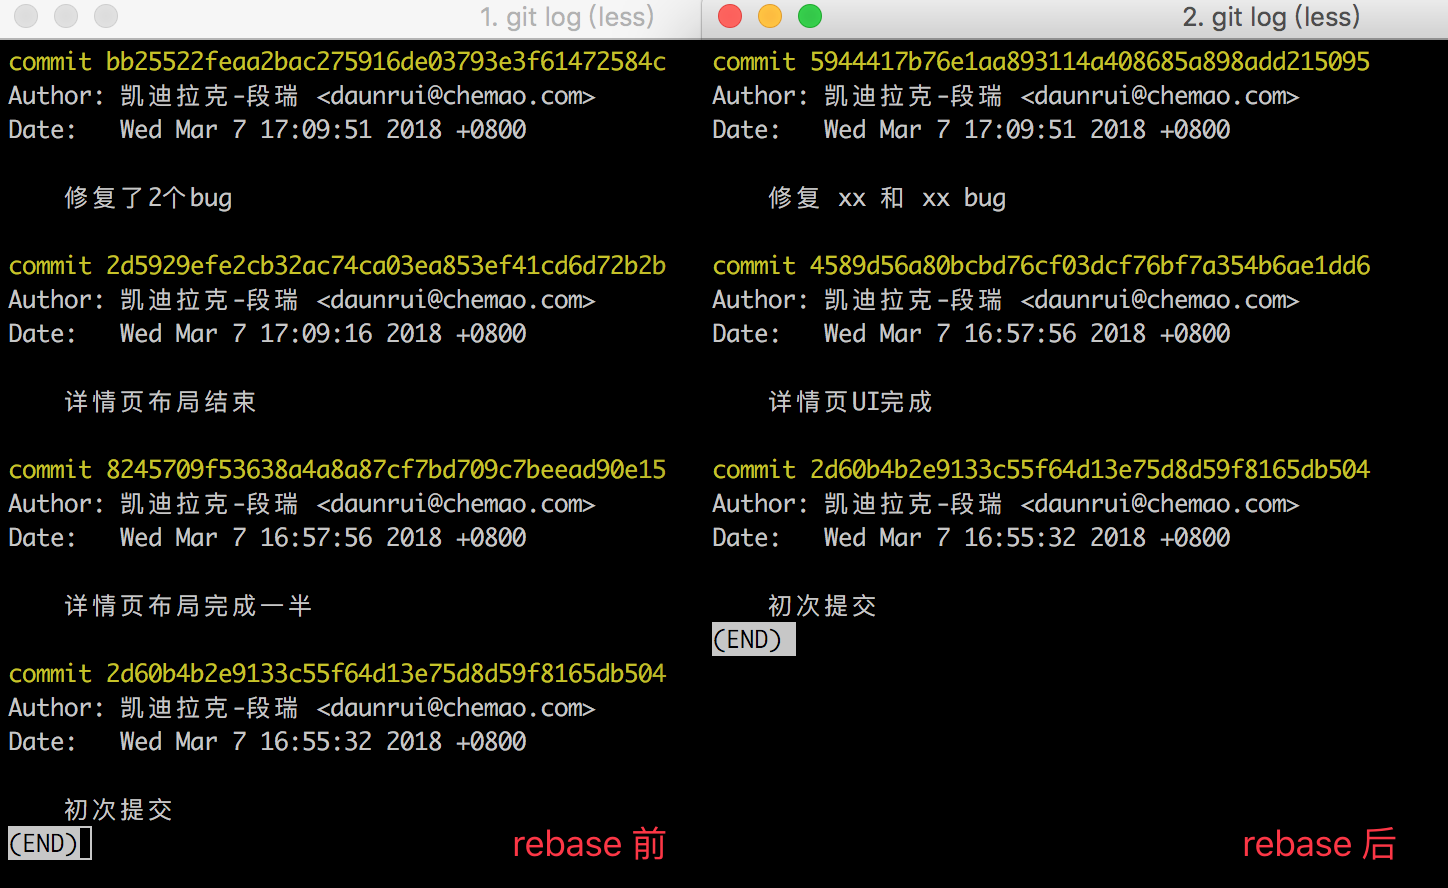 1. git log (less)
commit bb25522feaa2bac275916de03793e3f61472584c
Author: 凯迪拉克-段瑞 <daunrui@chemao.com>
Date:   Wed Mar 7 17:09:51 2018 +0800
修复了2个bug
commit 2d5929efe2cb32ac74ca03ea853ef41cd6d72b2b
Author: 凯迪拉克-段瑞 <daunrui@chemao.com>
Date:   Wed Mar 7 17:09:16 2018 +0800
详情页布局结束
commit 8245709f53638a4a8a87cf7bd709c7beead90e15
Author: 凯迪拉克-段瑞 <daunrui@chemao.com>
Date:   Wed Mar 7 16:57:56 2018 +0800
详情页布局完成一半
commit 2d60b4b2e9133c55f64d13e75d8d59f8165db504
Author: 凯迪拉克-段瑞 <daunrui@chemao.com>
Date:   Wed Mar 7 16:55:32 2018 +0800
初次提交
(END)
rebase 前
2. git log (less)
commit 5944417b76e1aa893114a408685a898add215095
Author: 凯迪拉克-段瑞 <daunrui@chemao.com>
Date:   Wed Mar 7 17:09:51 2018 +0800
修复 xx 和 xx bug
commit 4589d56a80bcbd76cf03dcf76bf7a354b6ae1dd6
Author: 凯迪拉克-段瑞 <daunrui@chemao.com>
Date:   Wed Mar 7 16:57:56 2018 +0800
详情页UI完成
commit 2d60b4b2e9133c55f64d13e75d8d59f8165db504
Author: 凯迪拉克-段瑞 <daunrui@chemao.com>
Date:   Wed Mar 7 16:55:32 2018 +0800
初次提交
(END)
rebase 后